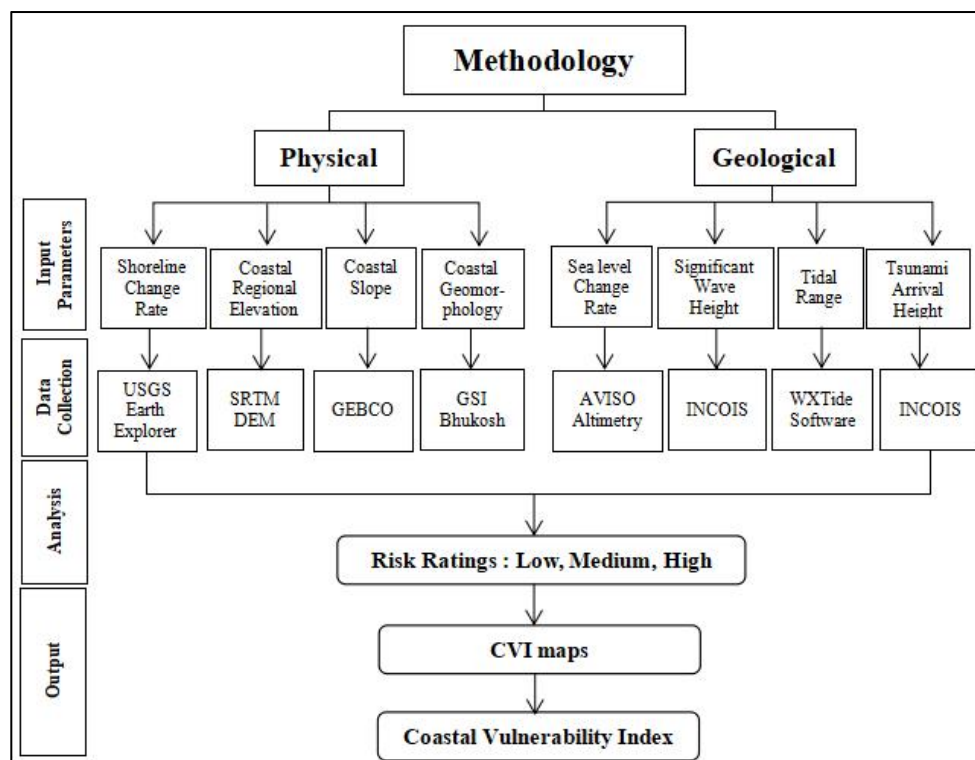 Methodology
Physical
Geological
Input
Parameters
Shoreline
Change
Rate
Coastal
Regional
Elevation
Coastal
Slope
Coastal
Geomor-
phology
Sea level
Change
Rate
Significant
Wave
Height
Tidal
Range
Tsunami
Arrival
Height
Data
Collection
USGS
Earth
Explorer
SRTM
DEM
GEBCO
GSI
Bhukosh
AVISO
Altimetry
INCOIS
WXTide
Software
INCOIS
Analysis
Risk Ratings : Low, Medium, High
Output
CVI maps
Coastal Vulnerability Index